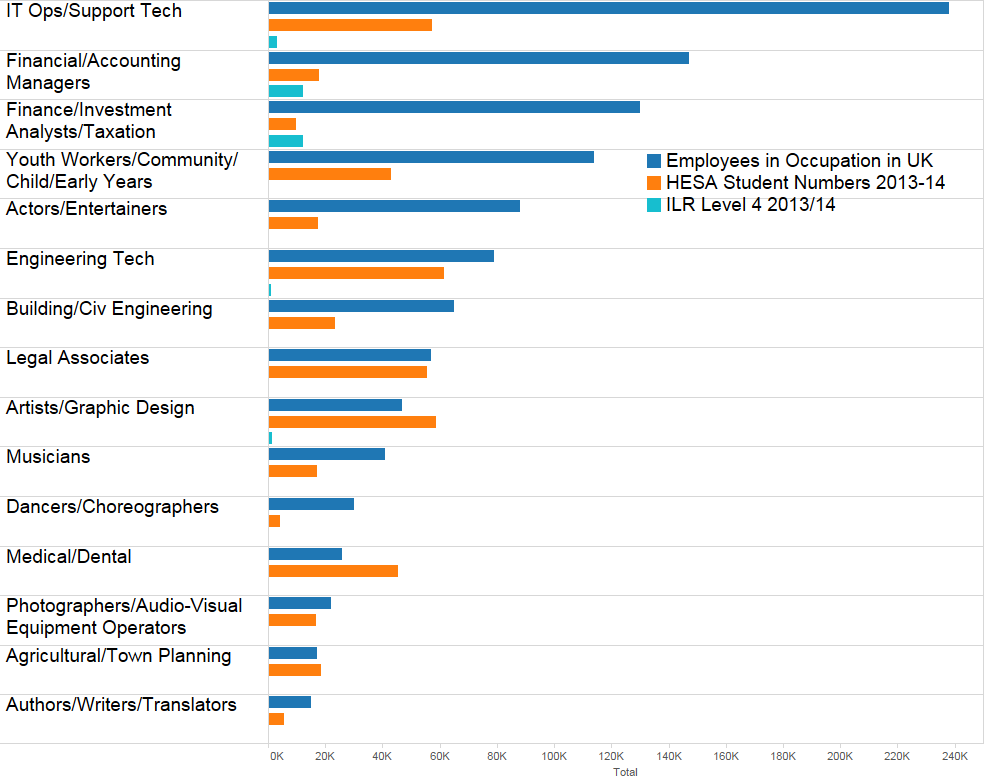 IT Ops/Support Tech
Financial/Accounting
Managers
Finance/Investment
Analysts/Taxation
Youth Workers/Community/
Child/Early Years
Employees in Occupation in UK
HESA Student Numbers 2013-14
ILR Level 4 2013/14
Actors/Entertainers
Engineering Tech
Building/Civ Engineering
Legal Associates
Artists/Graphic Design
Musicians
Dancers/Choreographers
Medical/Dental
Photographers/Audio-Visual
Equipment Operators
Agricultural/Town Planning
Authors/Writers/Translators
0K 20K 40K 60K 80K 100K 120K 140K 160K 180K 200K 220K 240K
Total